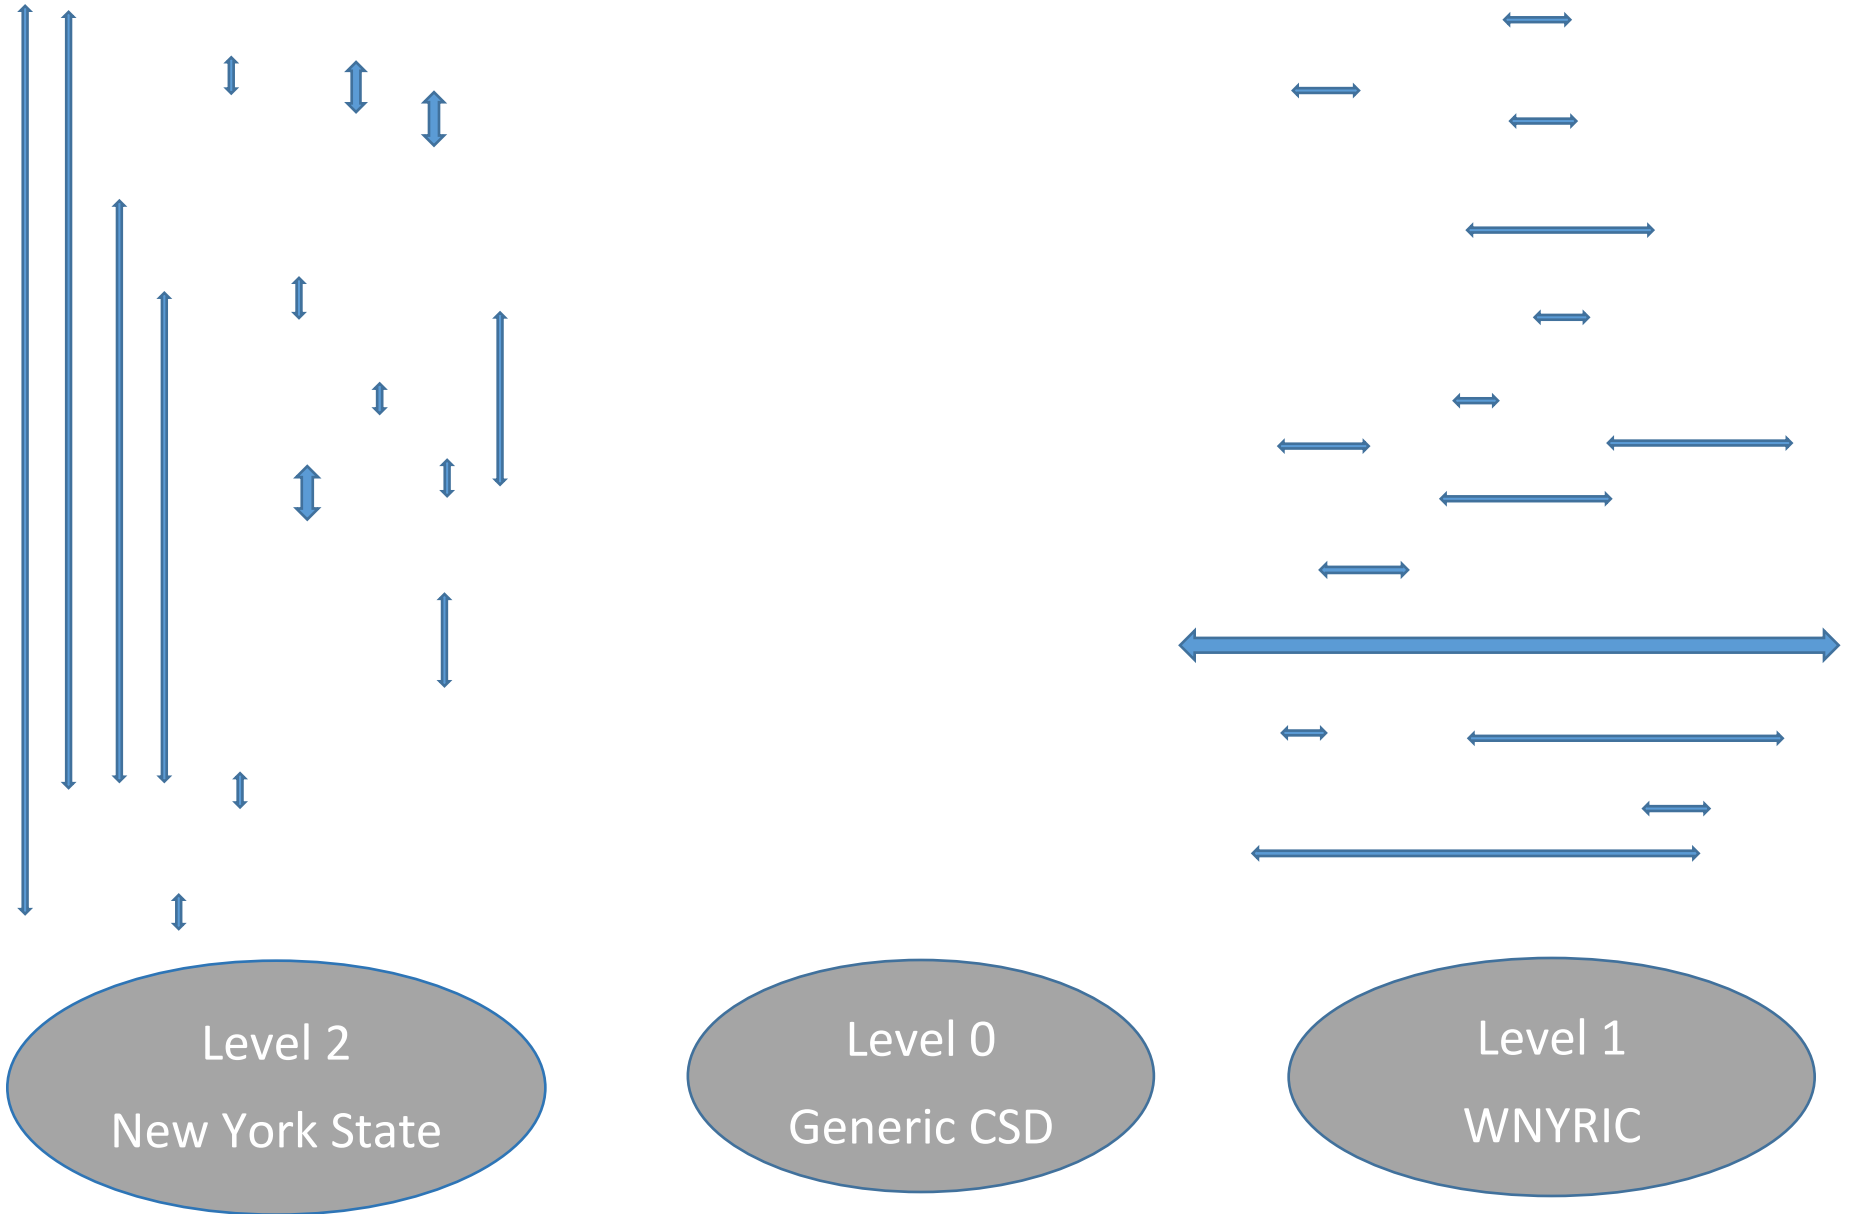 Level 2
New York State
Level 0
Generic CSD
Level 1
WNYRIC